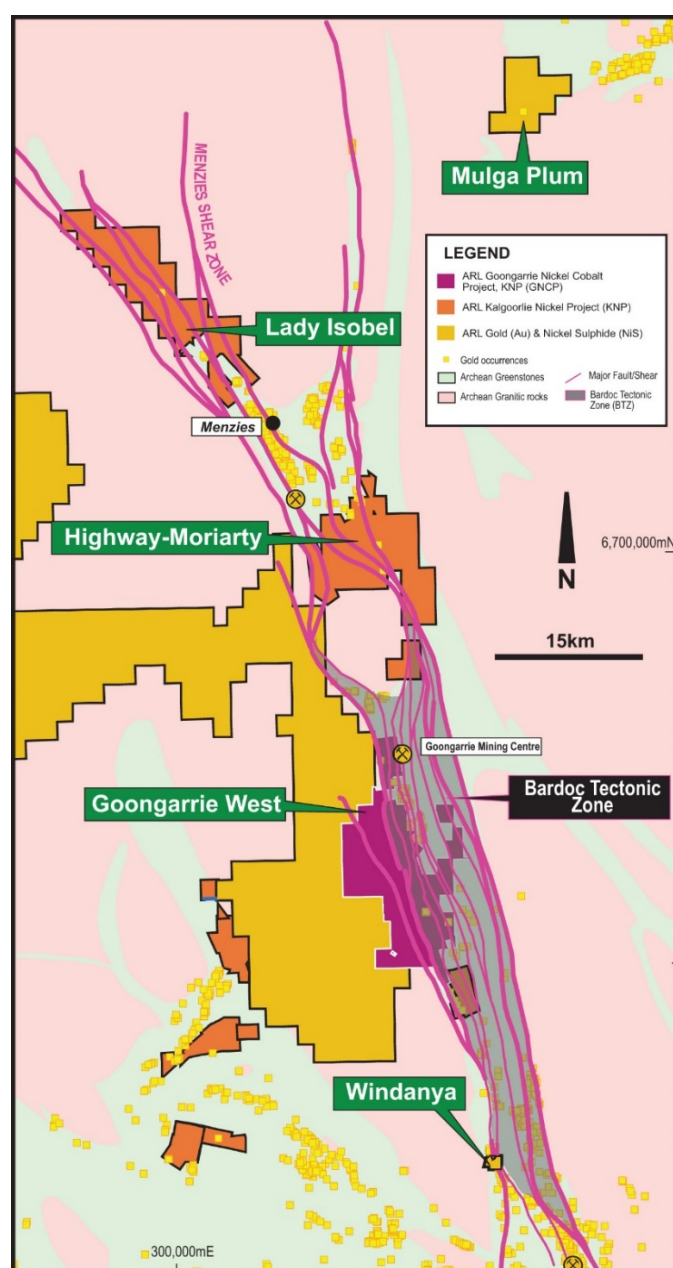 Mulga Plum
MENZIES SHEAR ZONE
LEGEND
ARL Goongarrie Nickel Cobalt
Project, KNP (GNCP)
ARL Kalgoorlie Nickel Project (KNP)
ARL Gold (Au) & Nickel Sulphide (NiS)
Gold occurrences
Archean Greenstones
Archean Granitic rocks
Major Fault/Shear
Bardoc Tectonic
Zone (BTZ)
Lady Isobel
Menzies
Highway-Moriarty
6,700,000mN
N
15km
Goongarrie Mining Centre
Bardoc Tectonic
Zone
Goongarrie West
Windanya
300,000mE